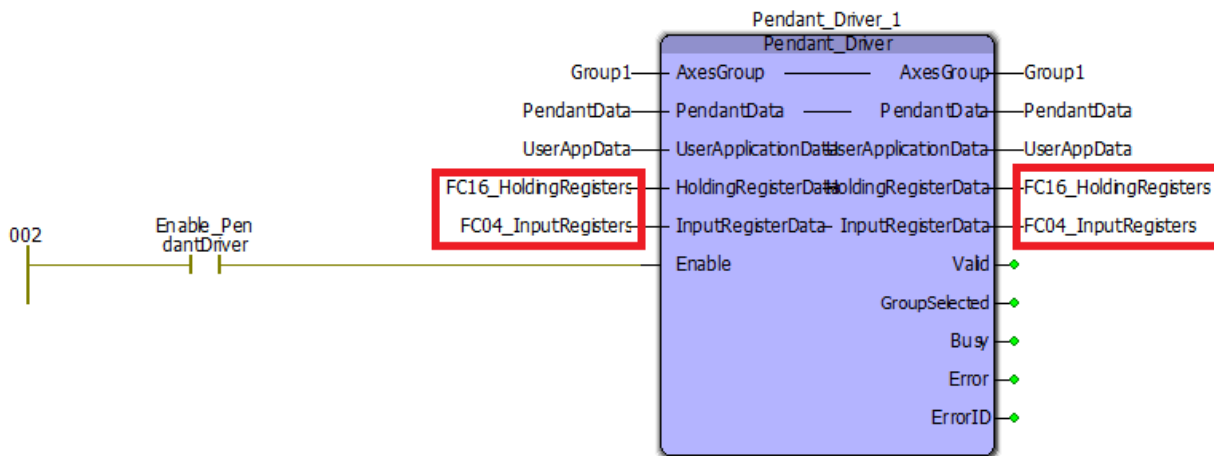 Pendant_Driver_1
Pendant_Driver
Group1 AxesGroup AxesGroup Group1
PendantData PendantData PendantData PendantData
UserAppData UserApplicationData UserApplicationData UserAppData
FC16_HoldingRegisters HoldingRegisterData HoldingRegisterData FC16_HoldingRegisters
FC04_InputRegisters InputRegisterData InputRegisterData FC04_InputRegisters
002
Enable_Pen
dantDriver
Enable Valid
GroupSelected
Busy
Error
ErrorID